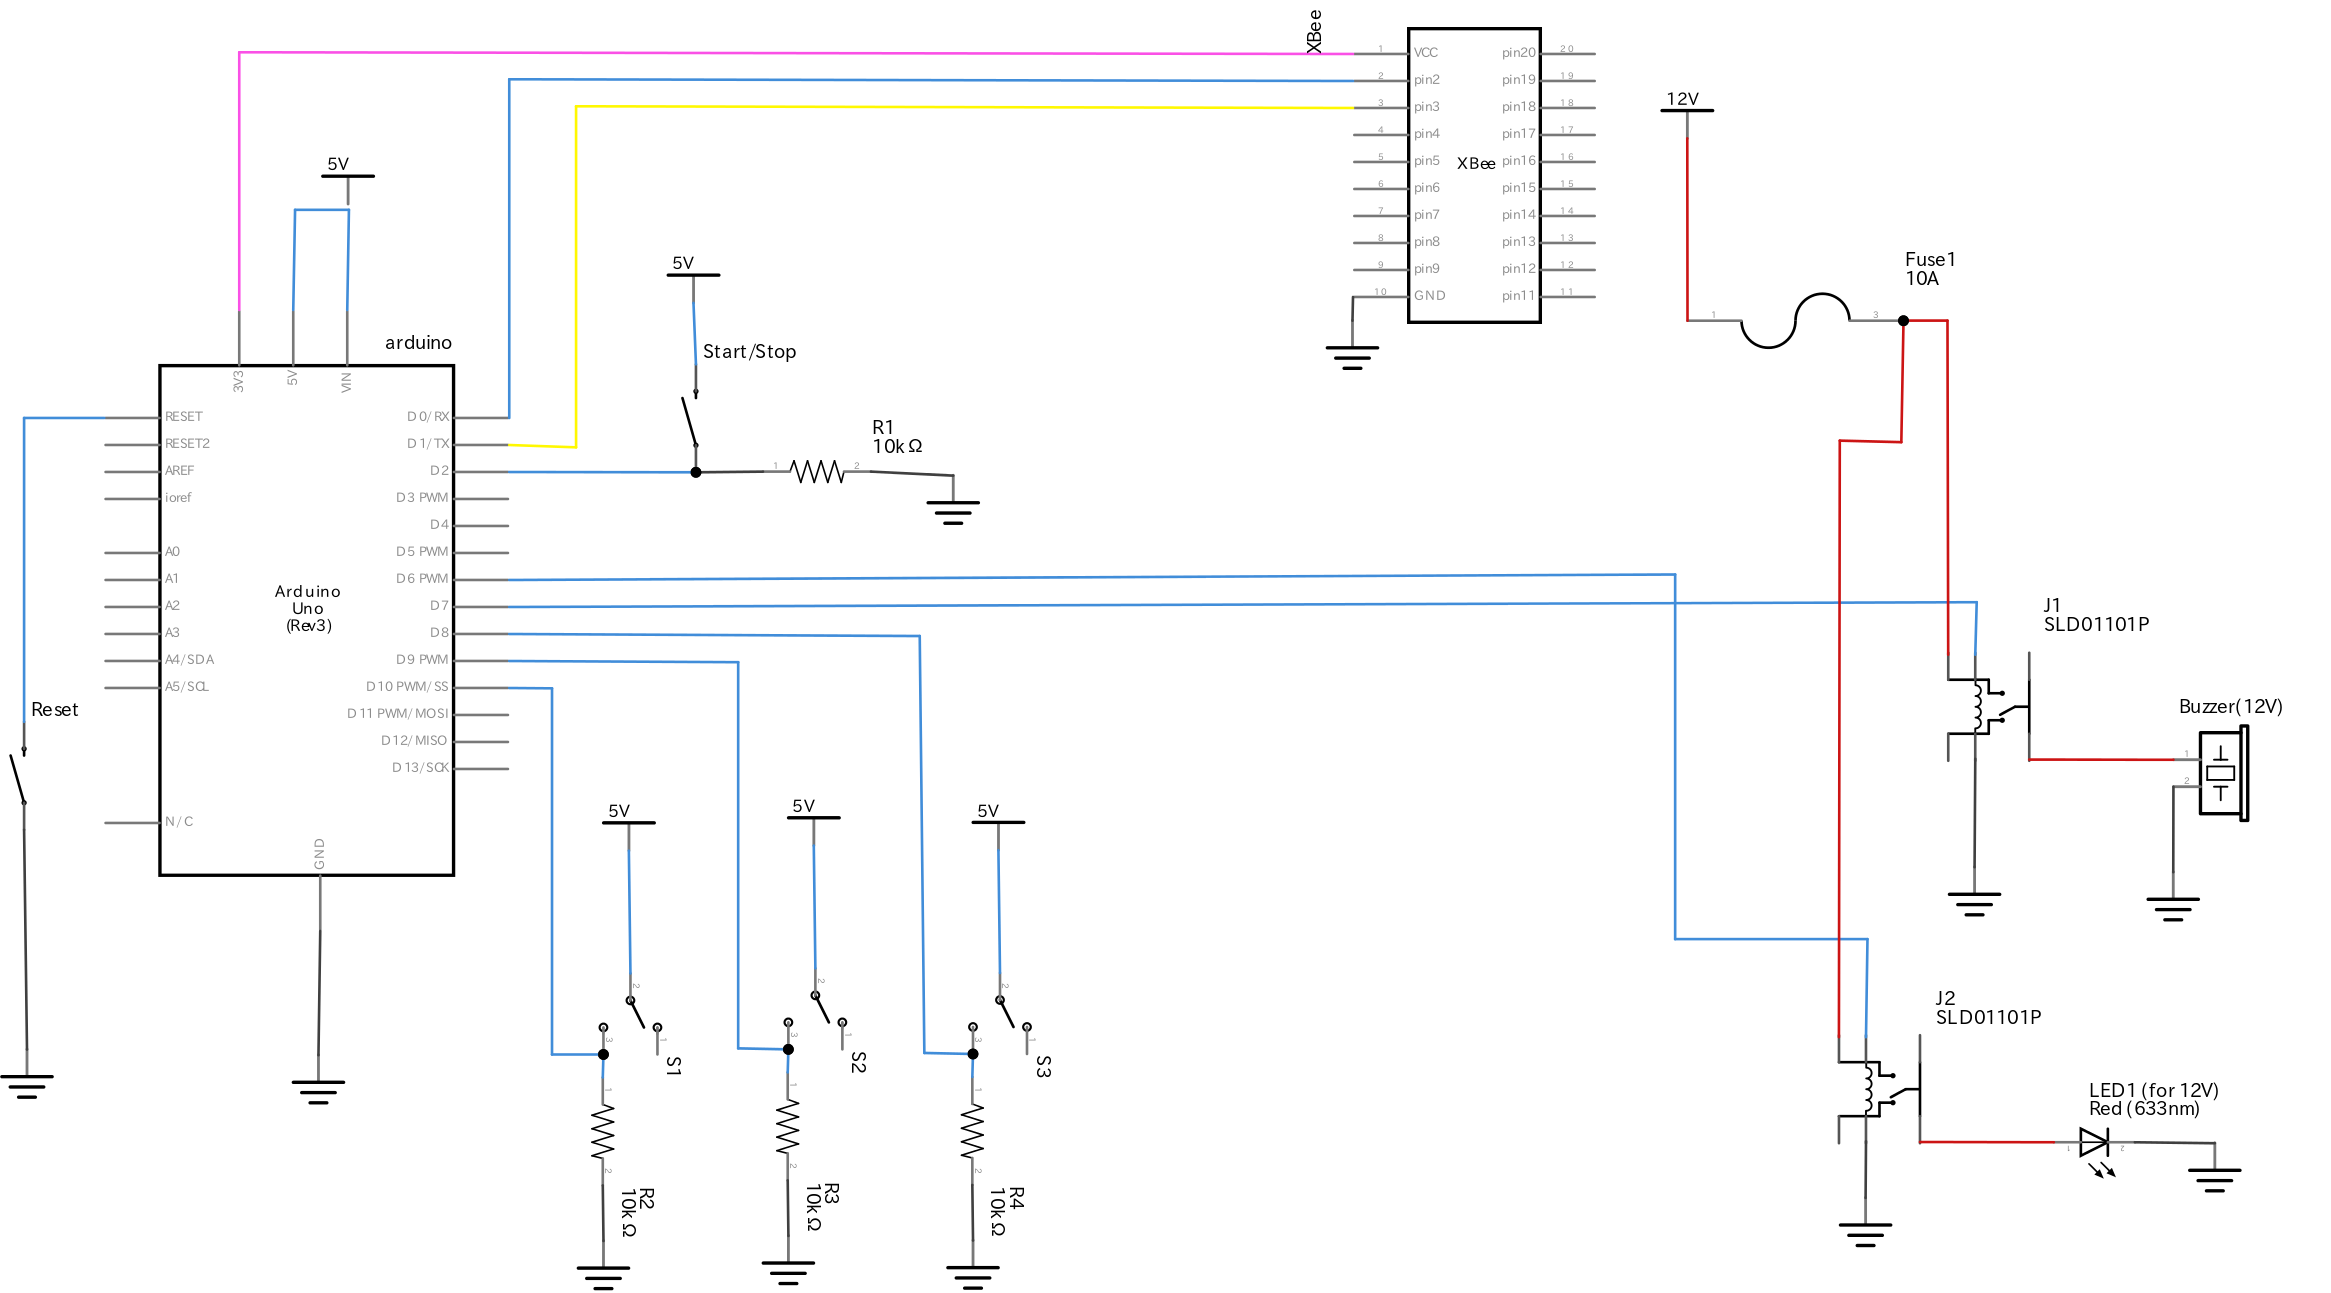 XBee
1
VCC
pin20
20
2
pin2
pin19
19
3
pin3
pin18
18
4
pin4
pin17
17
5
pin5
XBee
pin16
16
6
pin6
pin15
15
7
pin7
pin14
14
8
pin8
pin13
13
9
pin9
pin12
12
10
GND
pin11
11
12V
Fuse1
10A
1
3
5V
5V
arduino
3V3
5V
VIN
RESET
RESET2
AREF
ioref
A0
A1
A2
A3
A4/SDA
A5/SCL
N/C
GND
Arduino
Uno
(Rev3)
D0/RX
D1/TX
D2
D3 PWM
D4
D5 PWM
D6 PWM
D7
D8
D9 PWM
D10 PWM/SS
D11 PWM/MOSI
D12/MISO
D13/SCK
Start/Stop
R1
10kΩ
1
2
Reset
J1
SLD01101P
Buzzer(12V)
1
2
5V
5V
5V
2
3
1
S1
2
3
1
S2
2
3
1
S3
1
2
R2
10kΩ
1
2
R3
10kΩ
1
2
R4
10kΩ
J2
SLD01101P
LED1 (for 12V)
Red (633nm)
1
2